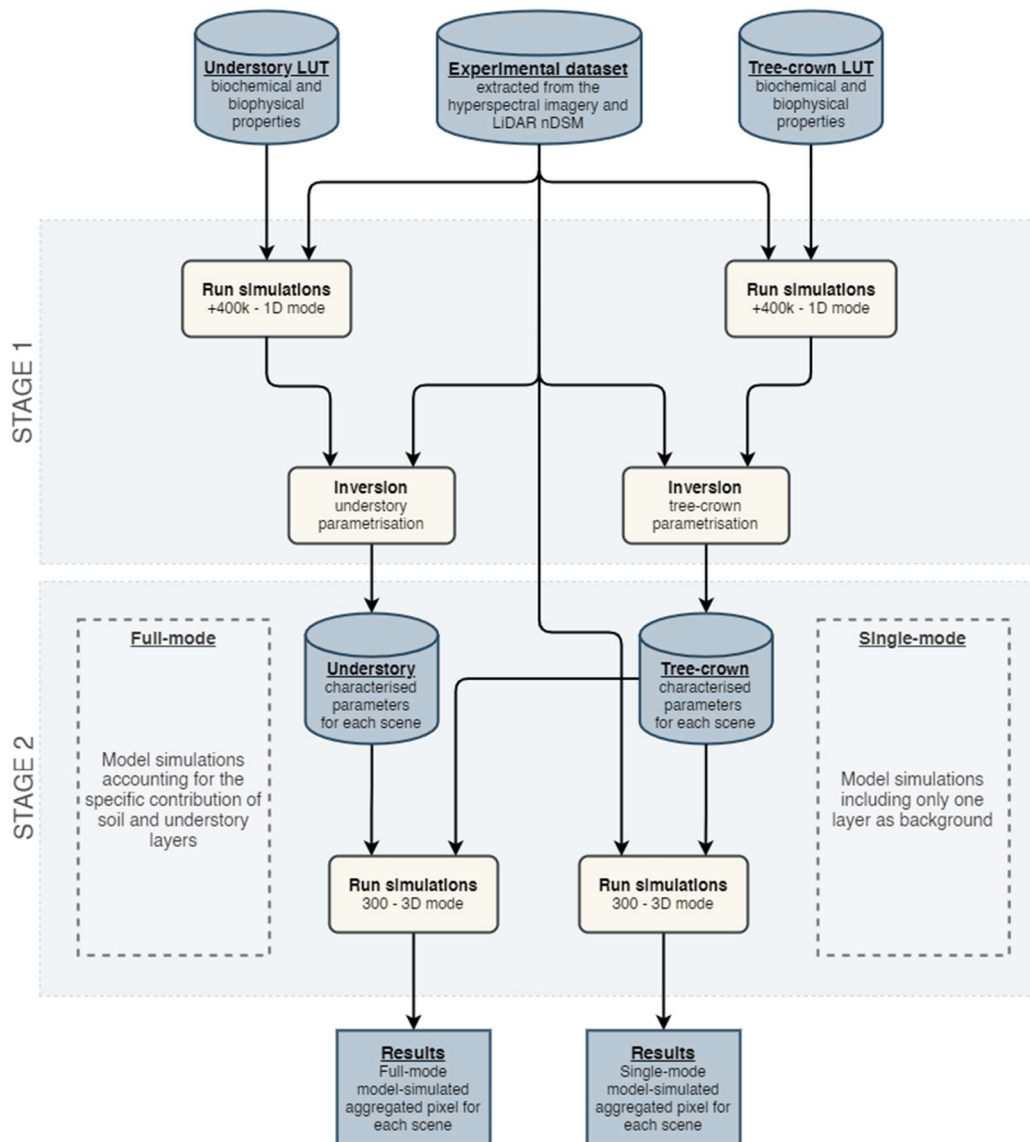 Understory LUT
biochemical and
biophysical
properties
Experimental dataset
extracted from the
hyperspectral imagery and
LiDAR nDSM
Tree-crown LUT
biochemical and
biophysical
properties
STAGE 1
Run simulations
+400k - 1D mode
Run simulations
+400k - 1D mode
Inversion
understory
parametrisation
Inversion
tree-crown
parametrisation
STAGE 2
Full-mode
Model simulations
accounting for the
specific contribution of
soil and understory
layers
Understory
characterised
parameters
for each scene
Tree-crown
characterised
parameters
for each scene
Single-mode
Model simulations
including only one
layer as background
Run simulations
300 - 3D mode
Run simulations
300 - 3D mode
Results
Full-mode
model-simulated
aggregated pixel for
each scene
Results
Single-mode
model-simulated
aggregated pixel for
each scene